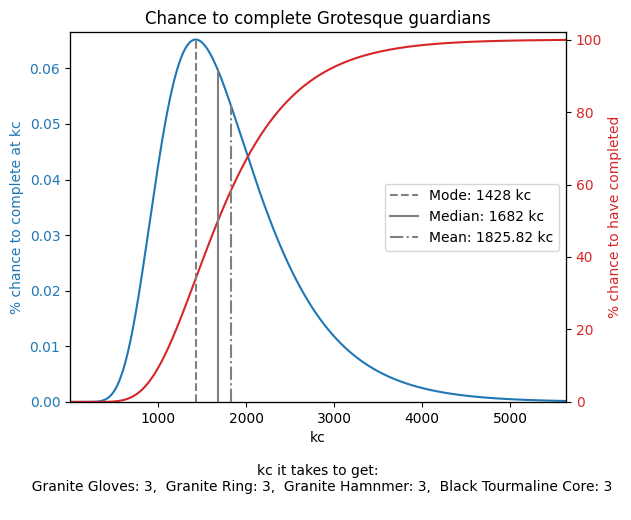 Chance to complete Grotesque guardians
% chance to complete at kc
0.06
0.05
0.04
0.03
0.02
0.01
0.00
100
80
60
40
20
0
% chance to have completed
Mode: 1428 kc
Median: 1682 kc
Mean: 1825.82 kc
1000 2000 3000 4000 5000
kc
kc it takes to get:
Granite Gloves: 3, Granite Ring: 3, Granite Hamnmer: 3, Black Tourmaline Core: 3